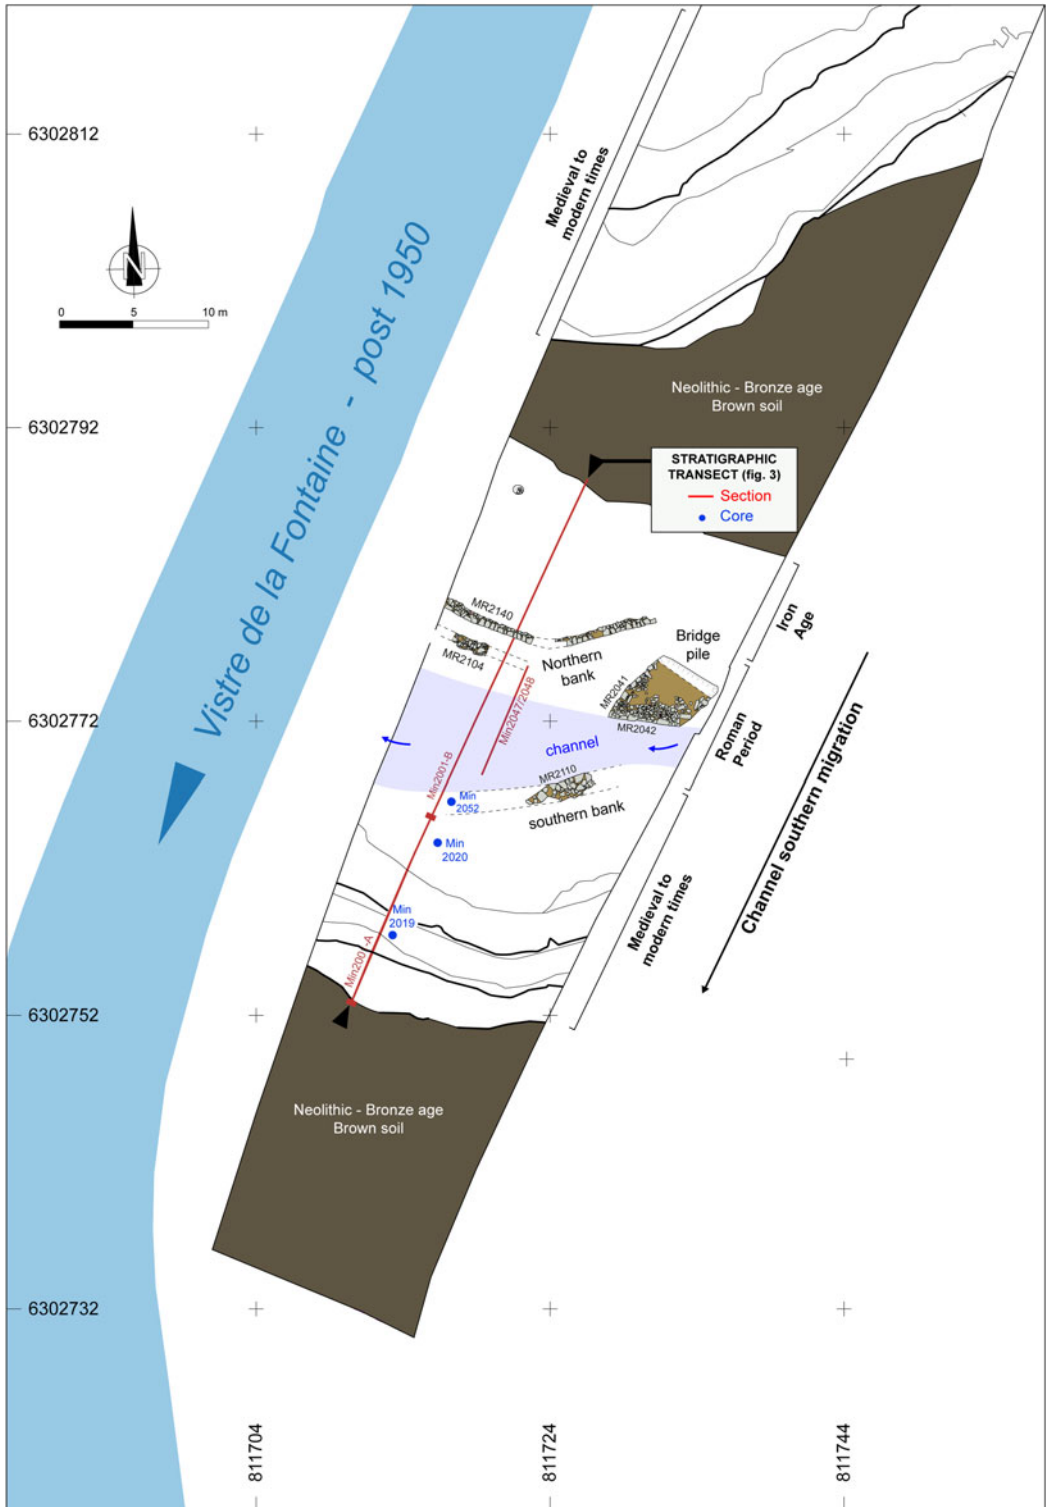 6302812
Medieval to
modern times
N
0 5 10 m
Vistre de la Fontaine - post 1950
Neolithic - Bronze age
Brown soil
6302792
STRATIGRAPHIC
TRANSECT (fig. 3)
Section
Core
Iron
Age
MR2140
MR2104
Northern
bank
Bridge
pile
MR2041
MR2042
Min2047/2048
6302772
channel
Roman
Period
Min2001-B
MR2110
Min
2052
southern bank
Min
2020
Channel southern migration
Medieval to
modern times
Min
2019
6302752
Neolithic - Bronze age
Brown soil
6302732
811704
811724
811744